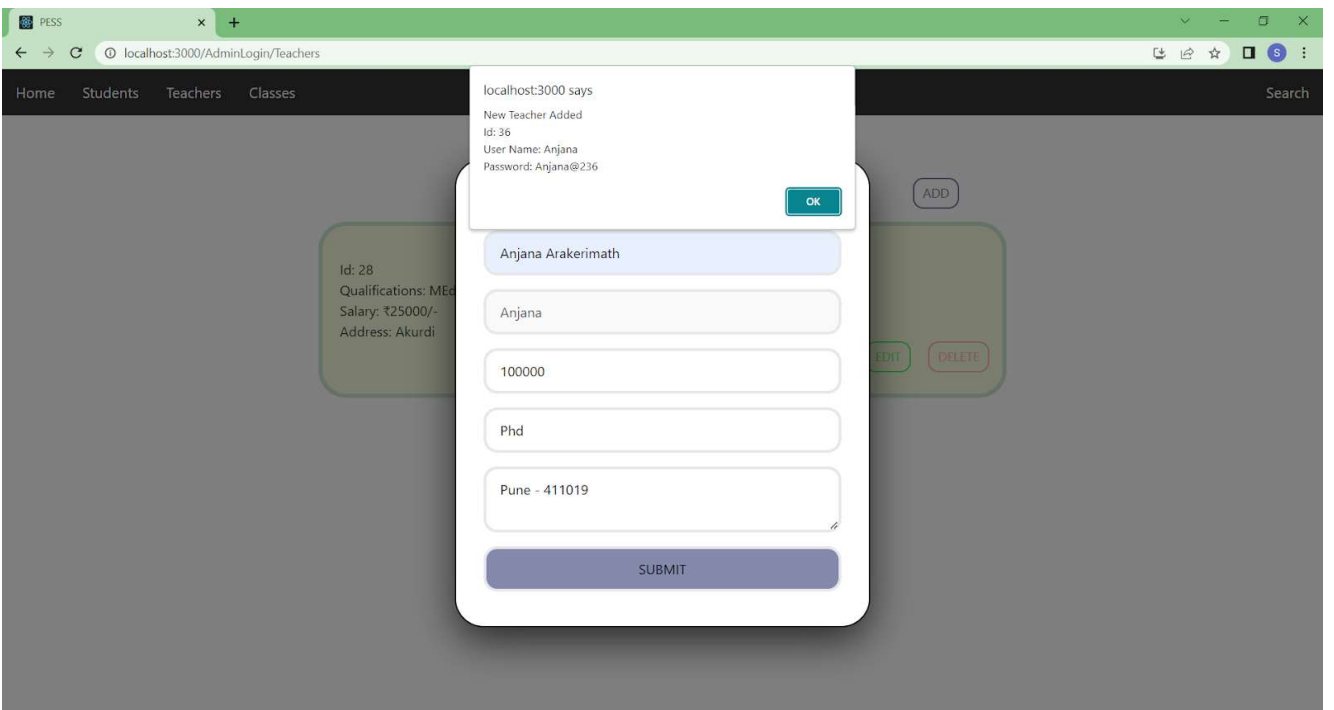 PESS
localhost:3000/AdminLogin/Teachers
S
Home Students Teachers Classes Search
localhost:3000 says
New Teacher Added
Id: 36
User Name: Anjana
Password: Anjana@236
OK
ADD
Id: 28
Qualifications: MEd
Salary: ₹25000/-
Address: Akurdi
EDIT DELETE
Anjana Arakerimath
Anjana
100000
Phd
Pune - 411019
SUBMIT